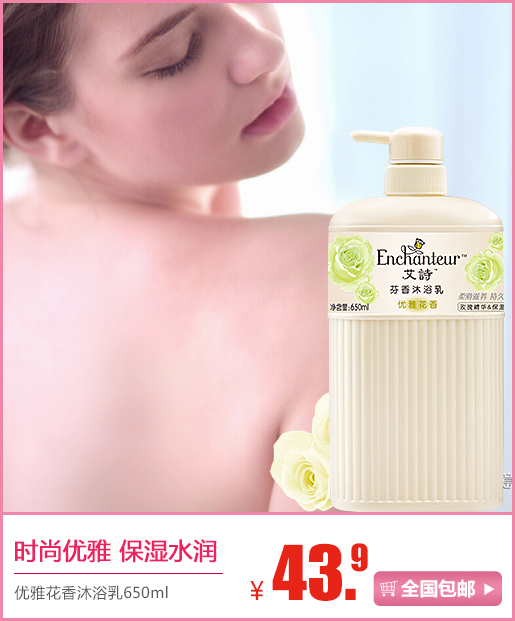 Enchanteur™
艾詩™
芬香沐浴乳
优雅花香
净含量:650ml
柔滑滋养 持久
玫瑰精华&保湿
时尚优雅 保湿水润
优雅花香沐浴乳650ml
¥ 43.9
全国包邮